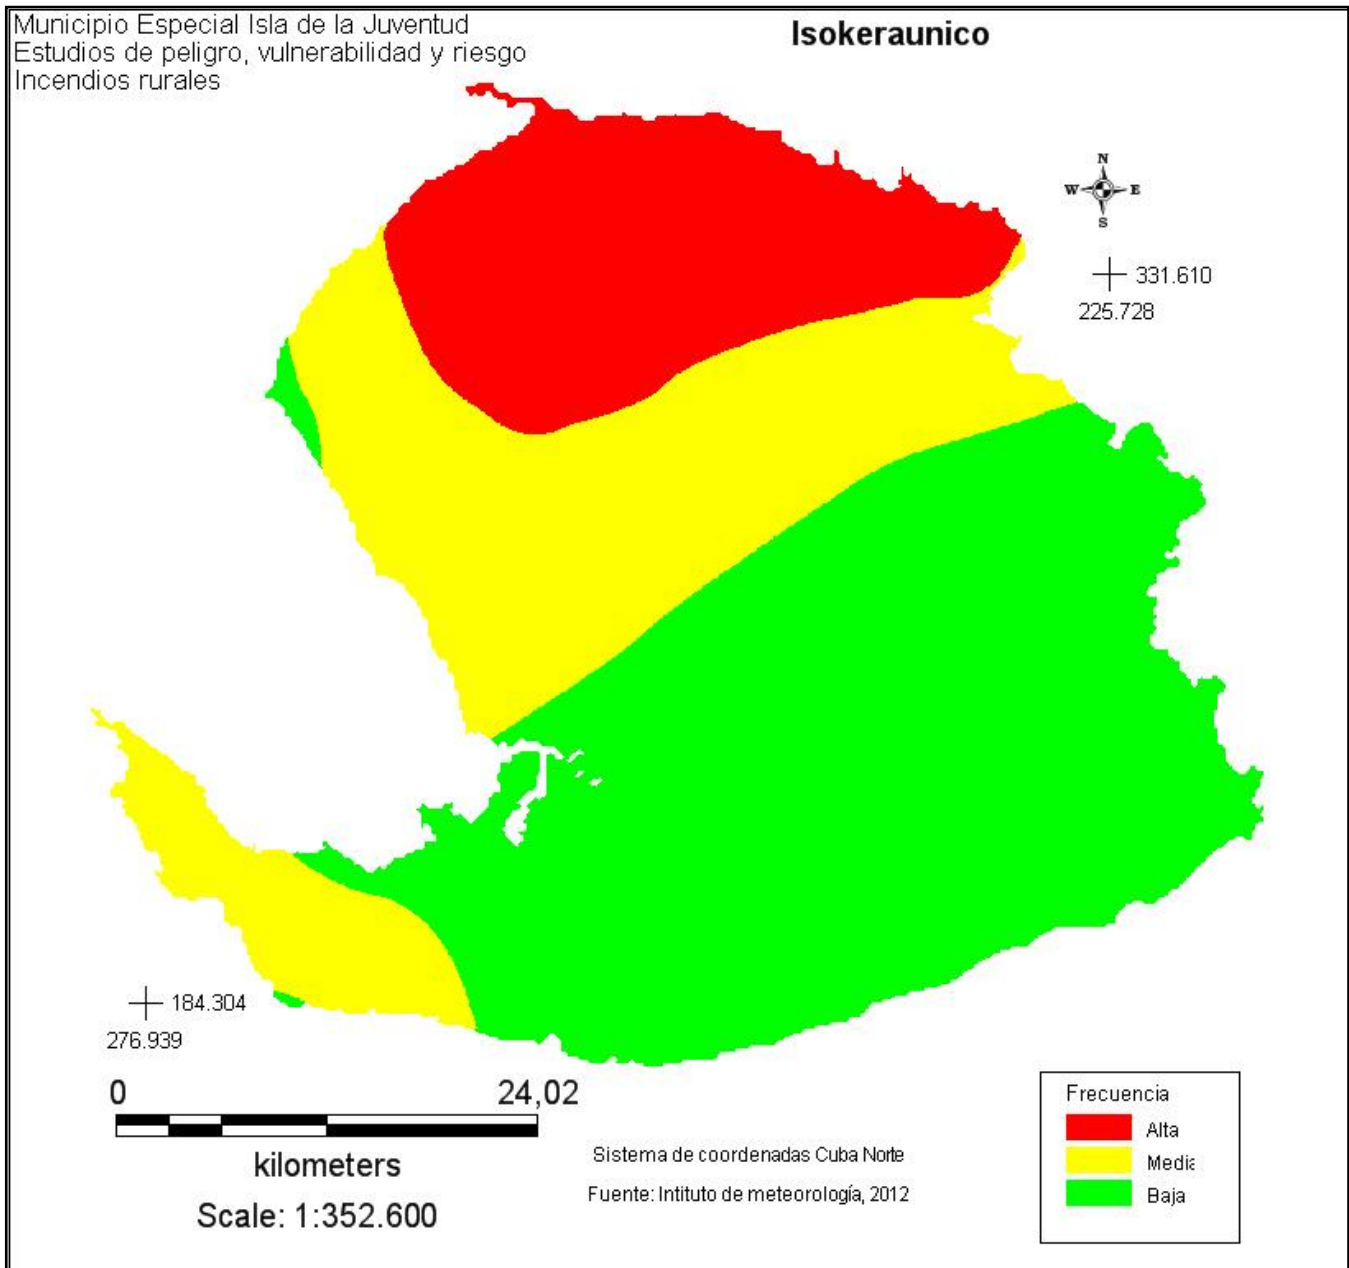 Municipio Especial Isla de la Juventud
Estudios de peligro, vulnerabilidad y riesgo
Incendios rurales
Isokeraunico
N
W E
S
331.610
225.728
184.304
276.939
0 24,02
kilometers
Scale: 1:352.600
Sistema de coordenadas Cuba Norte
Fuente: Intituto de meteorología, 2012
Frecuencia
Alta
Media
Baja